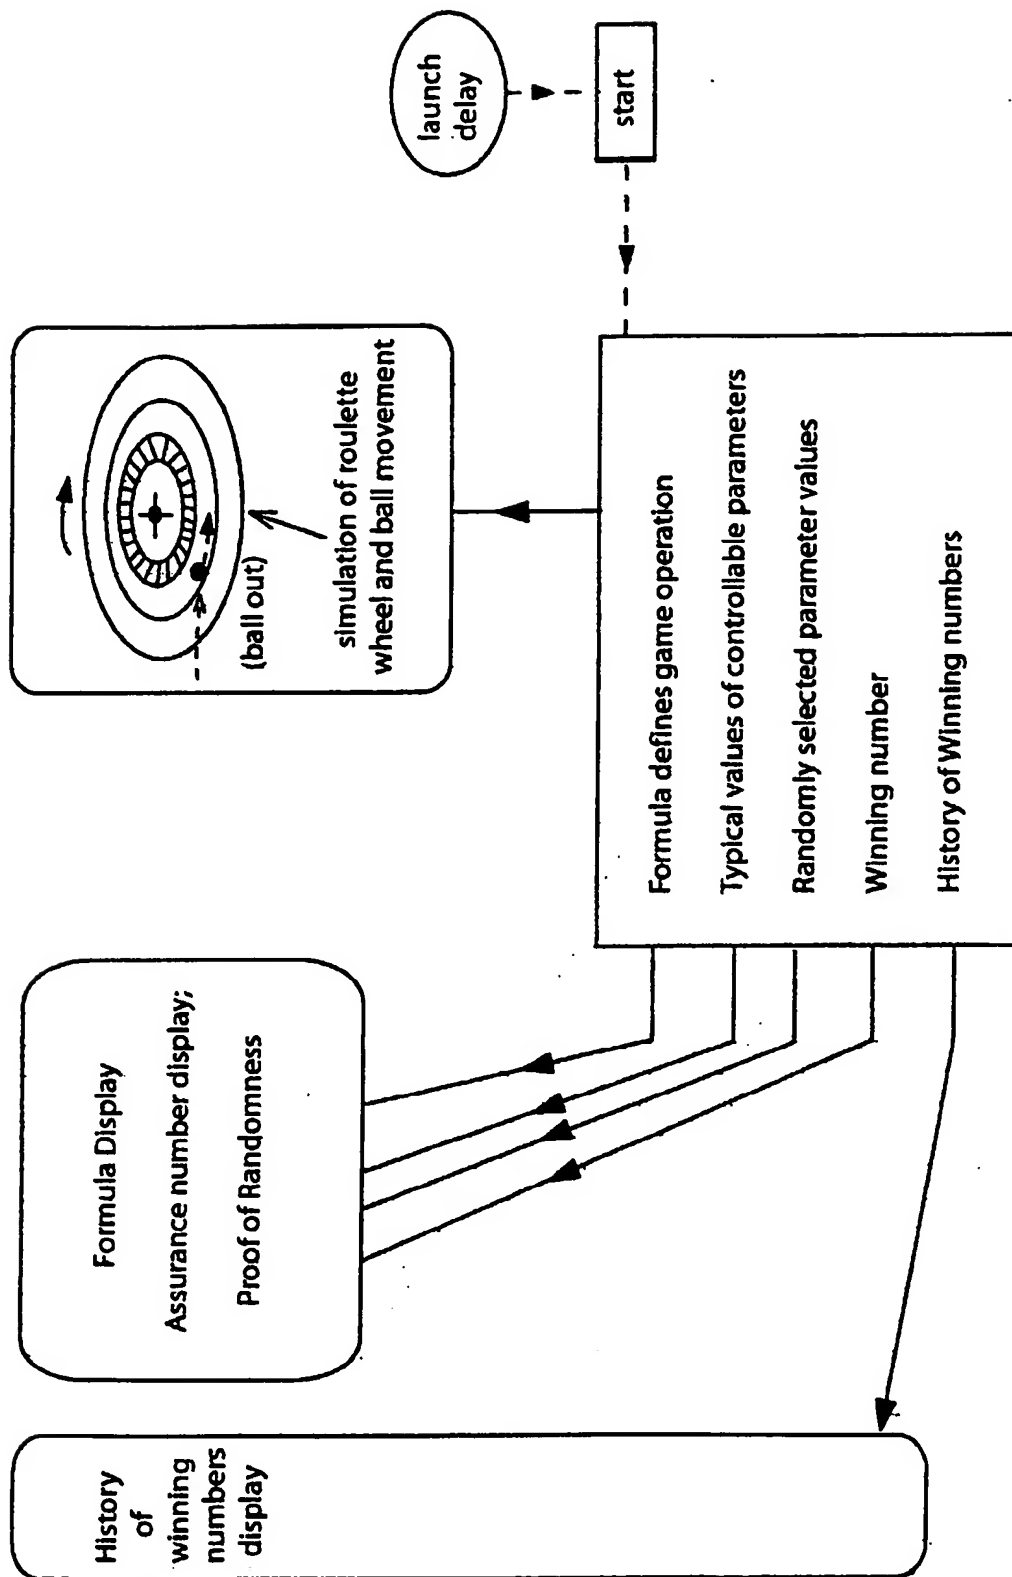 History
of
winning
numbers
display
Formula Display
Assurance number display;
Proof of Randomness
(ball out)
simulation of roulette
wheel and ball movement
launch
delay
start
Formula defines game operation
Typical values of controllable parameters
Randomly selected parameter values
Winning number
History of Winning numbers